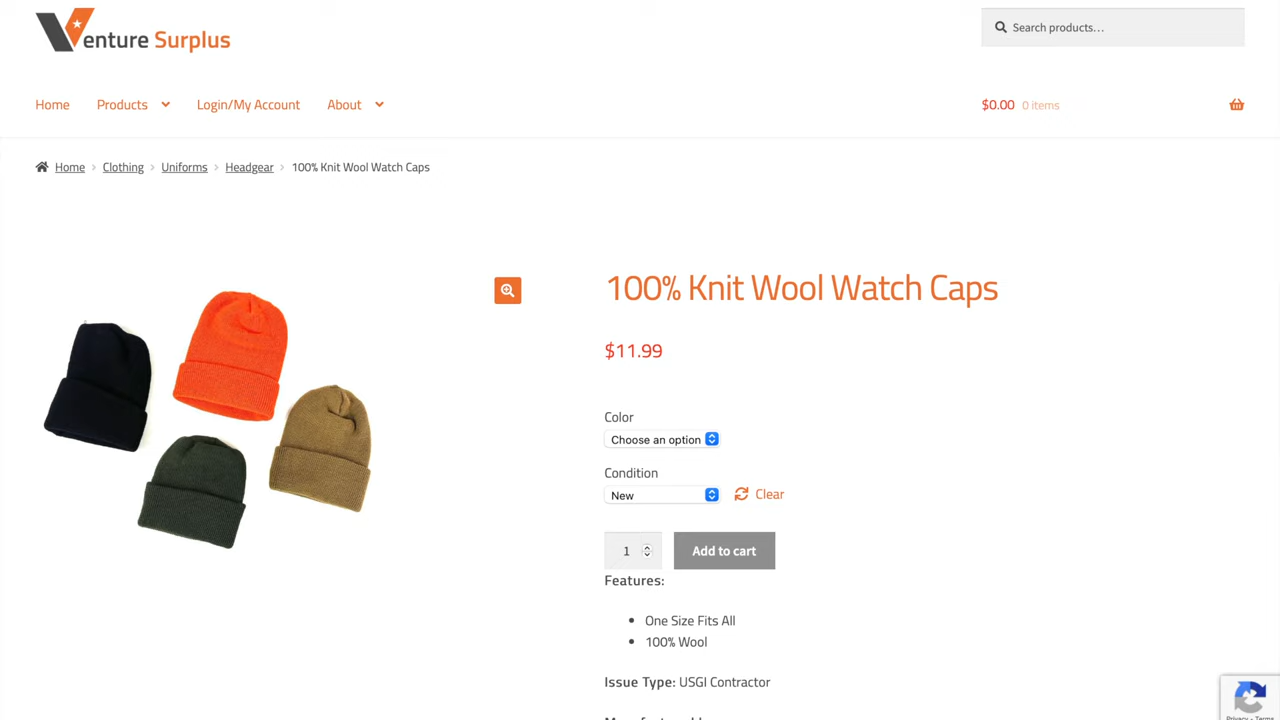 Venture Surplus
Search products…
Home Products Login/My Account About
$0.00 0 items
Home Clothing Uniforms Headgear 100% Knit Wool Watch Caps
100% Knit Wool Watch Caps
$11.99
Color
Choose an option
Condition
New Clear
1 Add to cart
Features:
One Size Fits All
100% Wool
Issue Type: USGI Contractor
Privacy - Terms